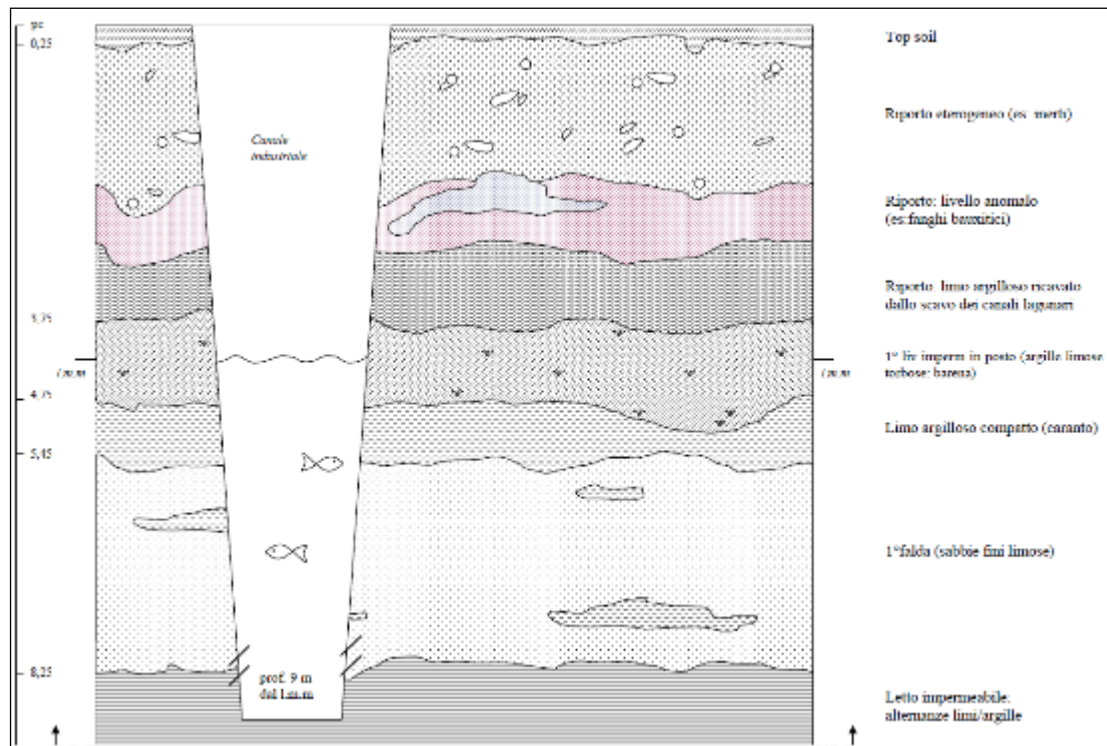 pc
0,25
Top soil
Riporto eterogeneo (es: inerti)
Canale
industriale
Riporto: livello anomalo
(es:fanghi bauxitici)
Riporto: limo argilloso ricavato
dallo scavo dei canali lagunari
3,75
1° liv imperm in posto (argille limose
torbose: barena)
l m.m
l m.m
4,75
Limo argilloso compatto (caranto)
5,45
1°falda (sabbie fini limose)
8,25
prof. 9 m
dal l.m.m
Letto impermeabile:
alternanze limi/argille